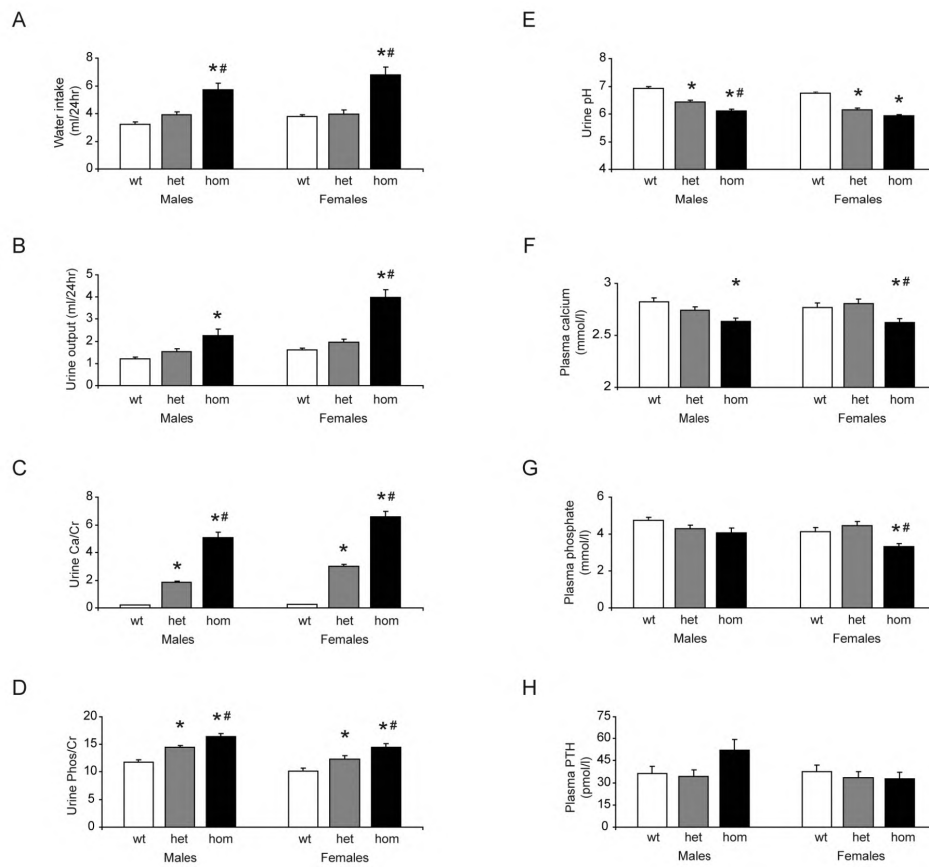 A
Water intake
(ml/24hr)
8
6
4
2
0
*#
*#
wt het hom wt het hom
Males Females
B
Urine output (ml/24hr)
5
4
3
2
1
0
*
*#
wt het hom wt het hom
Males Females
C
Urine Ca/Cr
8
6
4
2
0
*
*#
*
*#
wt het hom wt het hom
Males Females
D
Urine Phos/Cr
20
15
10
5
0
*
*#
*
*#
wt het hom wt het hom
Males Females
E
Urine pH
8
7
6
5
4
*
*#
*
*
wt het hom wt het hom
Males Females
F
Plasma calcium
(mmol/l)
3
2.5
2
*
*#
wt het hom wt het hom
Males Females
G
Plasma phosphate
(mmol/l)
6
4
2
0
*#
wt het hom wt het hom
Males Females
H
Plasma PTH
(pmol/l)
75
60
45
30
15
0
wt het hom wt het hom
Males Females